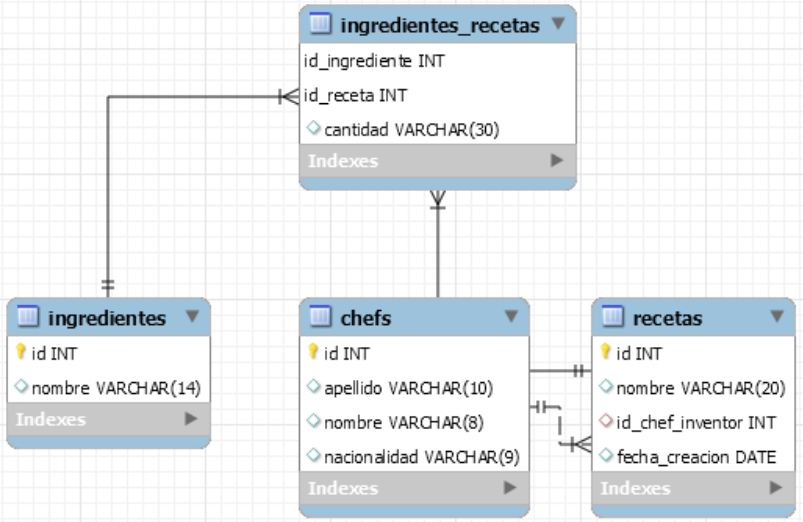 ingredientes_recetas
id_ingrediente INT
id_receta INT
cantidad VARCHAR(30)
Indexes
ingredientes
id INT
nombre VARCHAR(14)
Indexes
chefs
id INT
apellido VARCHAR(10)
nombre VARCHAR(8)
nacionalidad VARCHAR(9)
Indexes
recetas
id INT
nombre VARCHAR(20)
id_chef_inventor INT
fecha_creacion DATE
Indexes